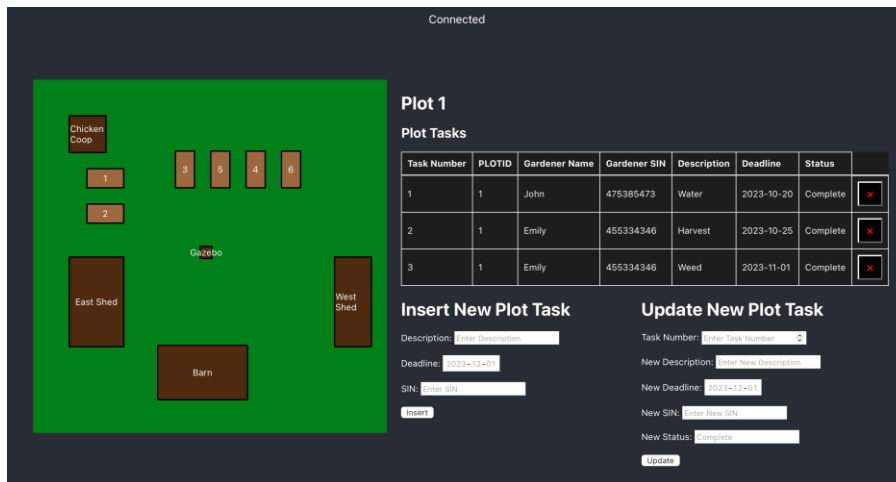 Connected
Chicken
Coop
1
2
3
5
4
6
Gazebo
East Shed
West
Shed
Barn
Plot 1
Plot Tasks
Task Number PLOTID Gardener Name Gardener SIN Description Deadline Status
1 1 John 475385473 Water 2023-10-20 Complete ×
2 1 Emily 455334346 Harvest 2023-10-25 Complete ×
3 1 Emily 455334346 Weed 2023-11-01 Complete ×
Insert New Plot Task
Description: Enter Description
Deadline: 2023-12-01
SIN: Enter SIN
Insert
Update New Plot Task
Task Number: Enter Task Number
New Description: Enter New Description
New Deadline: 2023-12-01
New SIN: Enter New SIN
New Status: Complete
Update